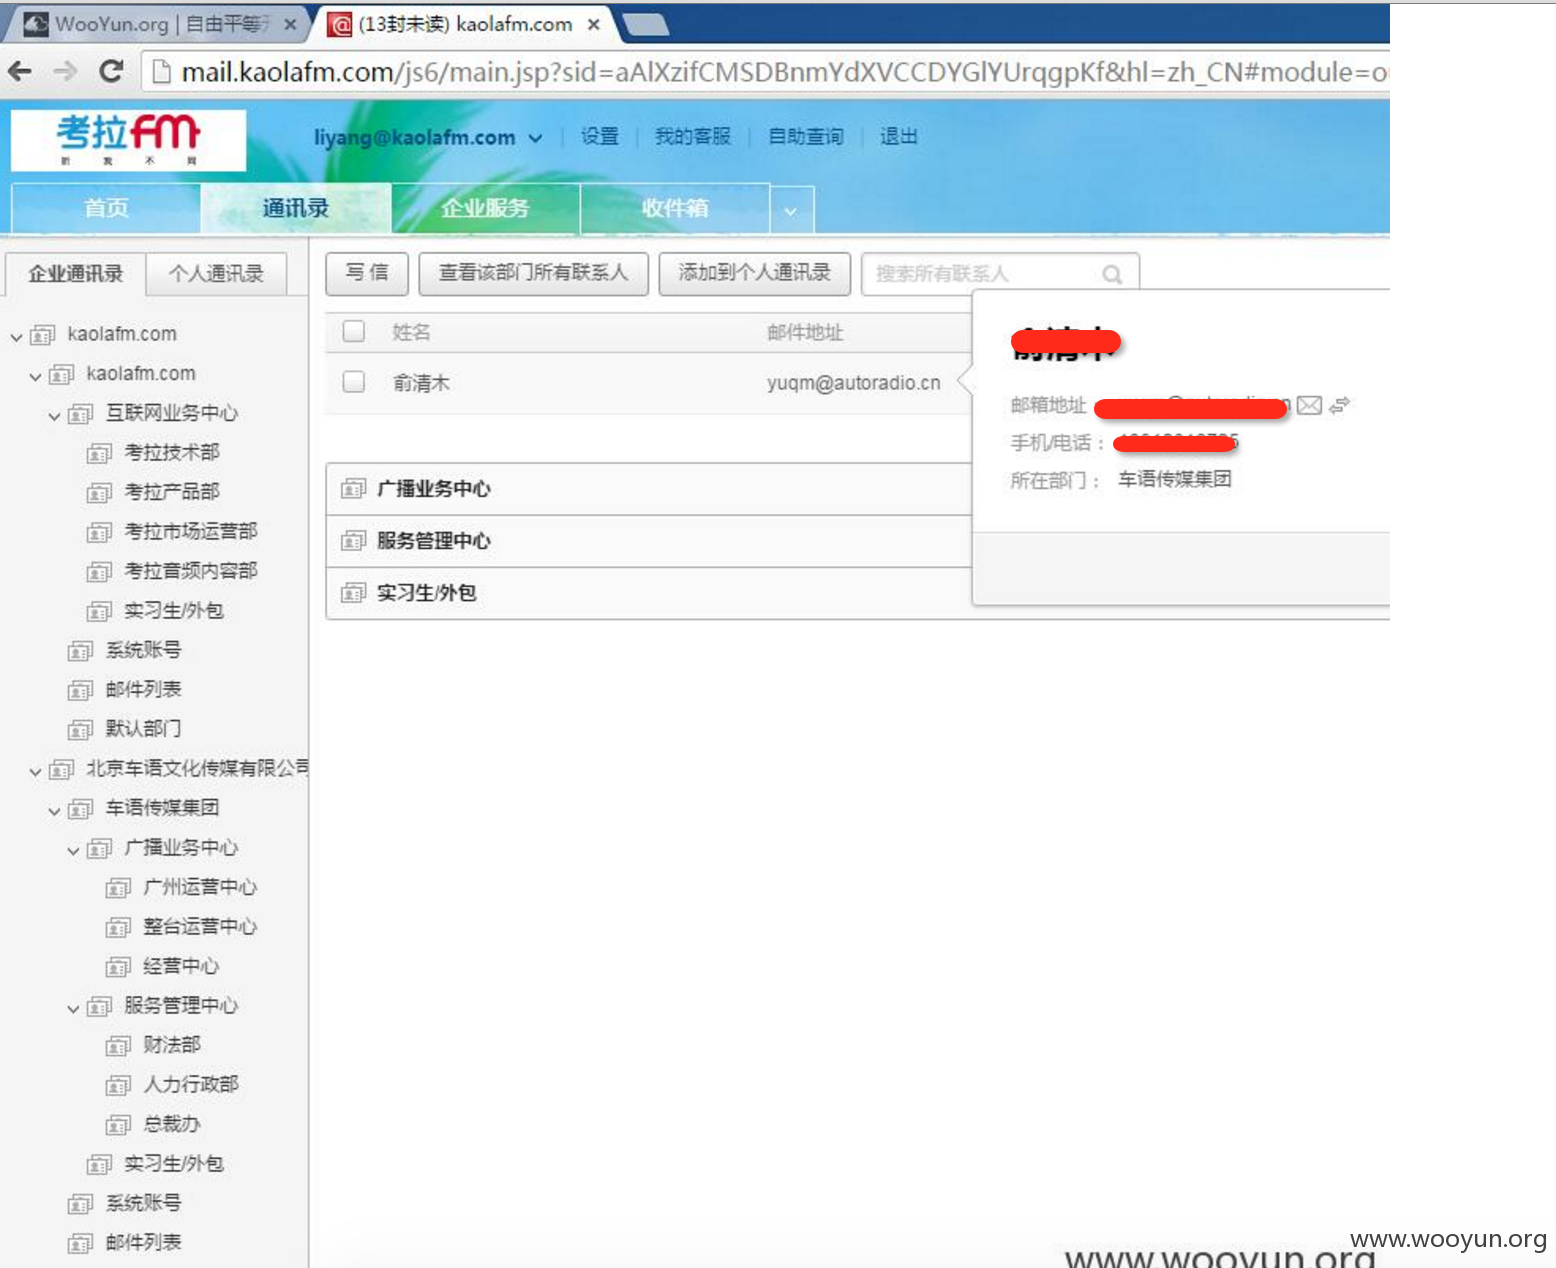 WooYun.org | 自由平等
(13封未读) kaolafm.com
mail.kaolafm.com/js6/main.jsp?sid=aAlXzifCMSDBnmYdXVCCDYGlYUrqgpKf&hl=zh_CN#module=o
考拉FM
听 我 不 同
liyang@kaolafm.com 设置 我的客服 自助查询 退出
首页 通讯录 企业服务 收件箱
企业通讯录 个人通讯录
写 信 查看该部门所有联系人 添加到个人通讯录 搜索所有联系人
kaolafm.com
kaolafm.com
互联网业务中心
考拉技术部
考拉产品部
考拉市场运营部
考拉音频内容部
实习生/外包
系统账号
邮件列表
默认部门
北京车语文化传媒有限公司
车语传媒集团
广播业务中心
广州运营中心
整台运营中心
经营中心
服务管理中心
财法部
人力行政部
总裁办
实习生/外包
系统账号
邮件列表
姓名 邮件地址
俞清木 yuqm@autoradio.cn
广播业务中心
服务管理中心
实习生/外包
邮箱地址
手机/电话：
所在部门： 车语传媒集团
www.wooyun.org
www.wooyun.org